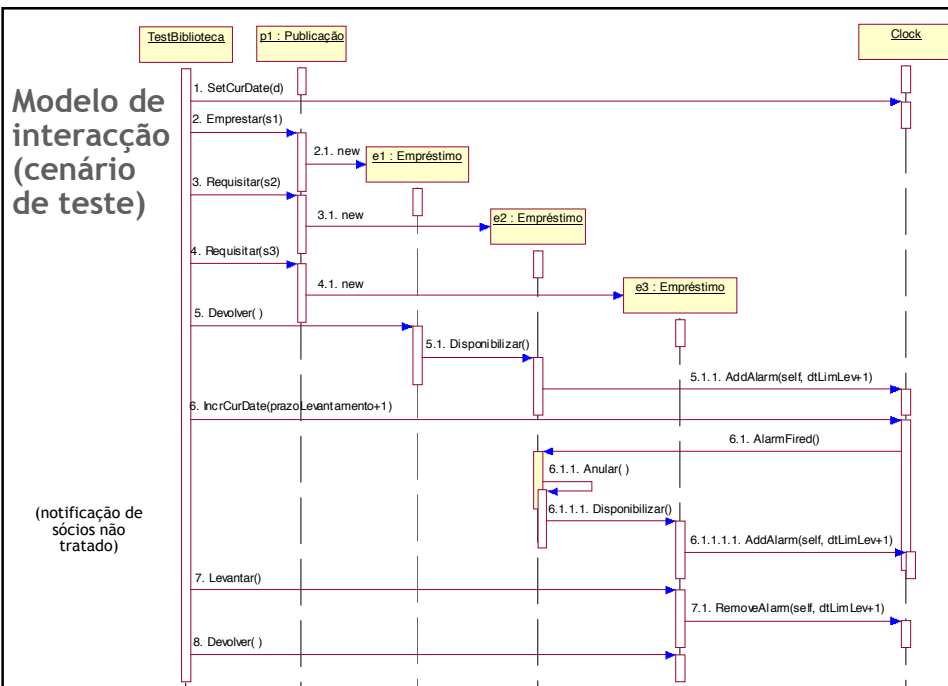 TestBiblioteca
p1 : Publicação
Clock
Modelo de
interacção
(cenário
de teste)
1. SetCurDate(d)
2. Emprestar(s1)
2.1. new
e1 : Empréstimo
3. Requisitar(s2)
3.1. new
e2 : Empréstimo
4. Requisitar(s3)
4.1. new
e3 : Empréstimo
5. Devolver( )
5.1. Disponibilizar()
5.1.1. AddAlarm(self, dtLimLev+1)
6. IncrCurDate(prazoLevantamento+1)
6.1. AlarmFired()
6.1.1. Anular( )
(notificação de
sócios não
tratado)
6.1.1.1. Disponibilizar()
6.1.1.1.1. AddAlarm(self, dtLimLev+1)
7. Levantar()
7.1. RemoveAlarm(self, dtLimLev+1)
8. Devolver( )